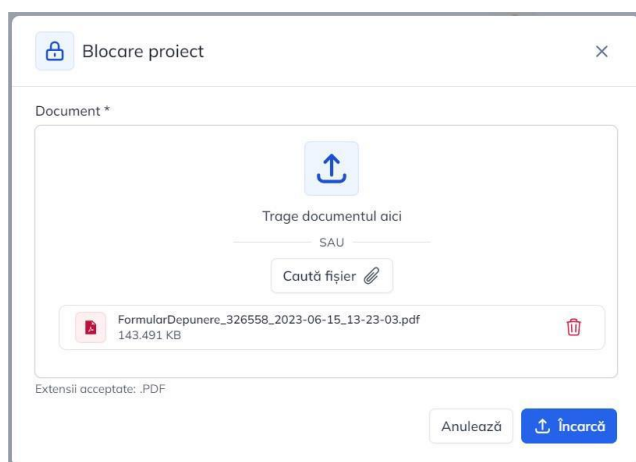 Blocare proiect
Document *
Trage documentul aici
SAU
Caută fișier
FormularDepunere_326558_2023-06-15_13-23-03.pdf
143.491 KB
Extensii acceptate: .PDF
Anulează
Încarcă